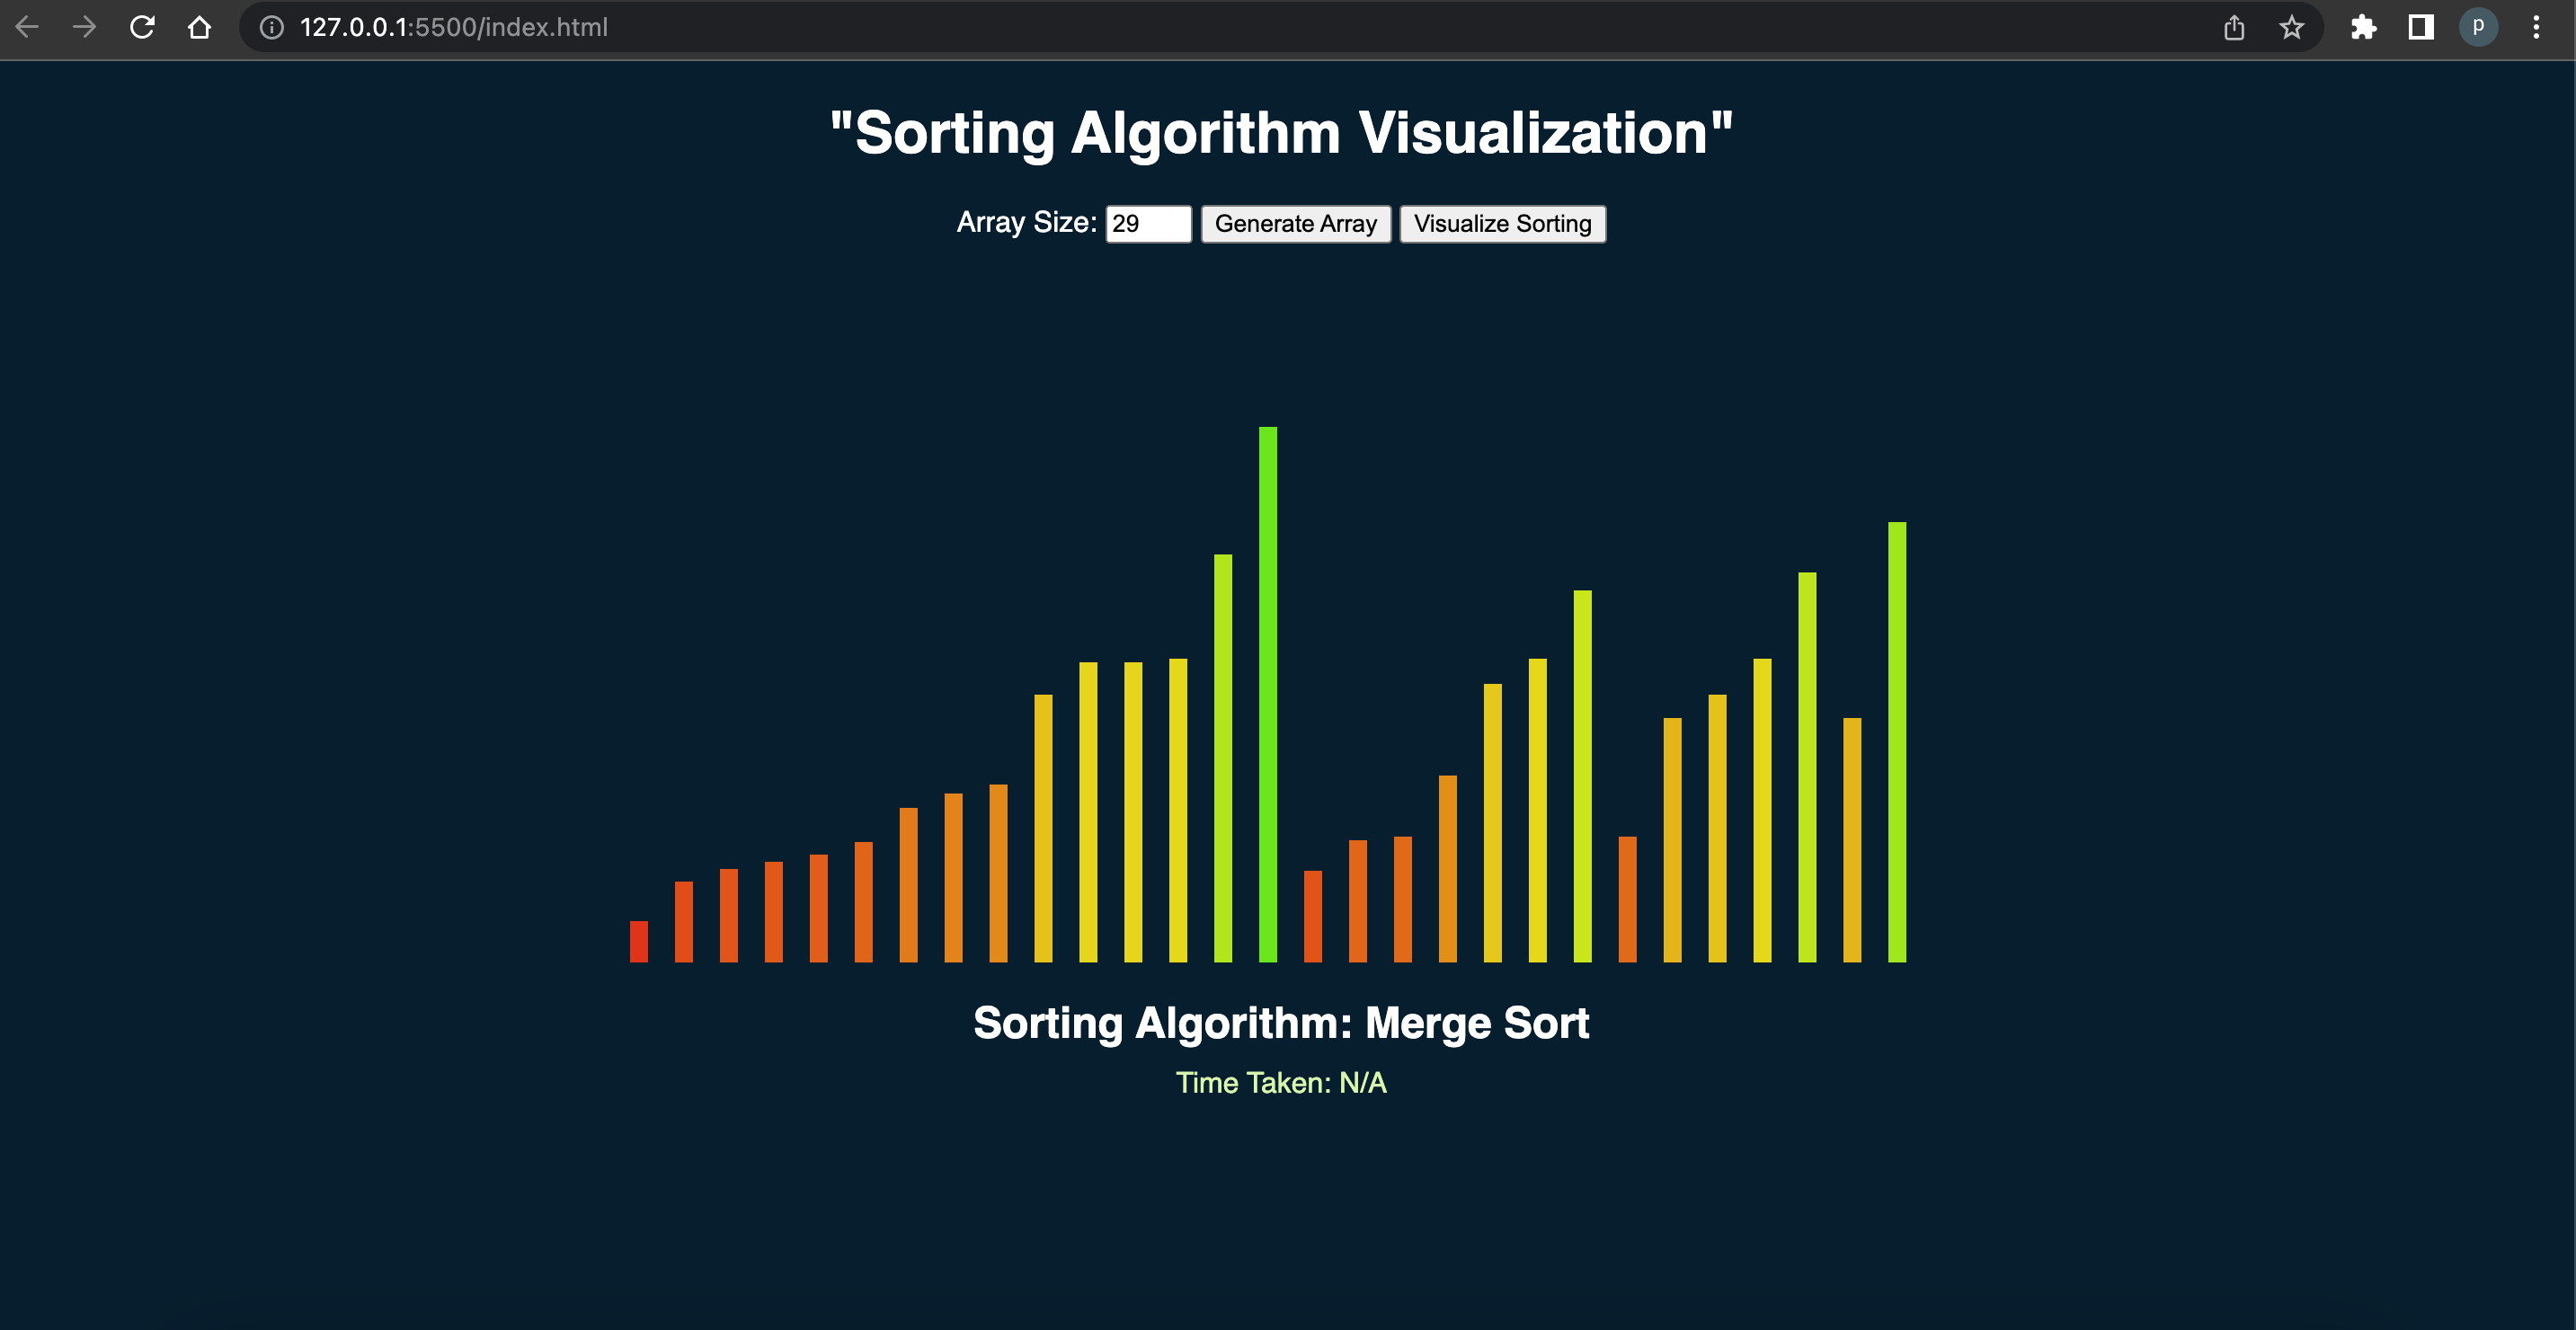 127.0.0.1:5500/index.html
p
"Sorting Algorithm Visualization"
Array Size: 29 Generate Array Visualize Sorting
Sorting Algorithm: Merge Sort
Time Taken: N/A